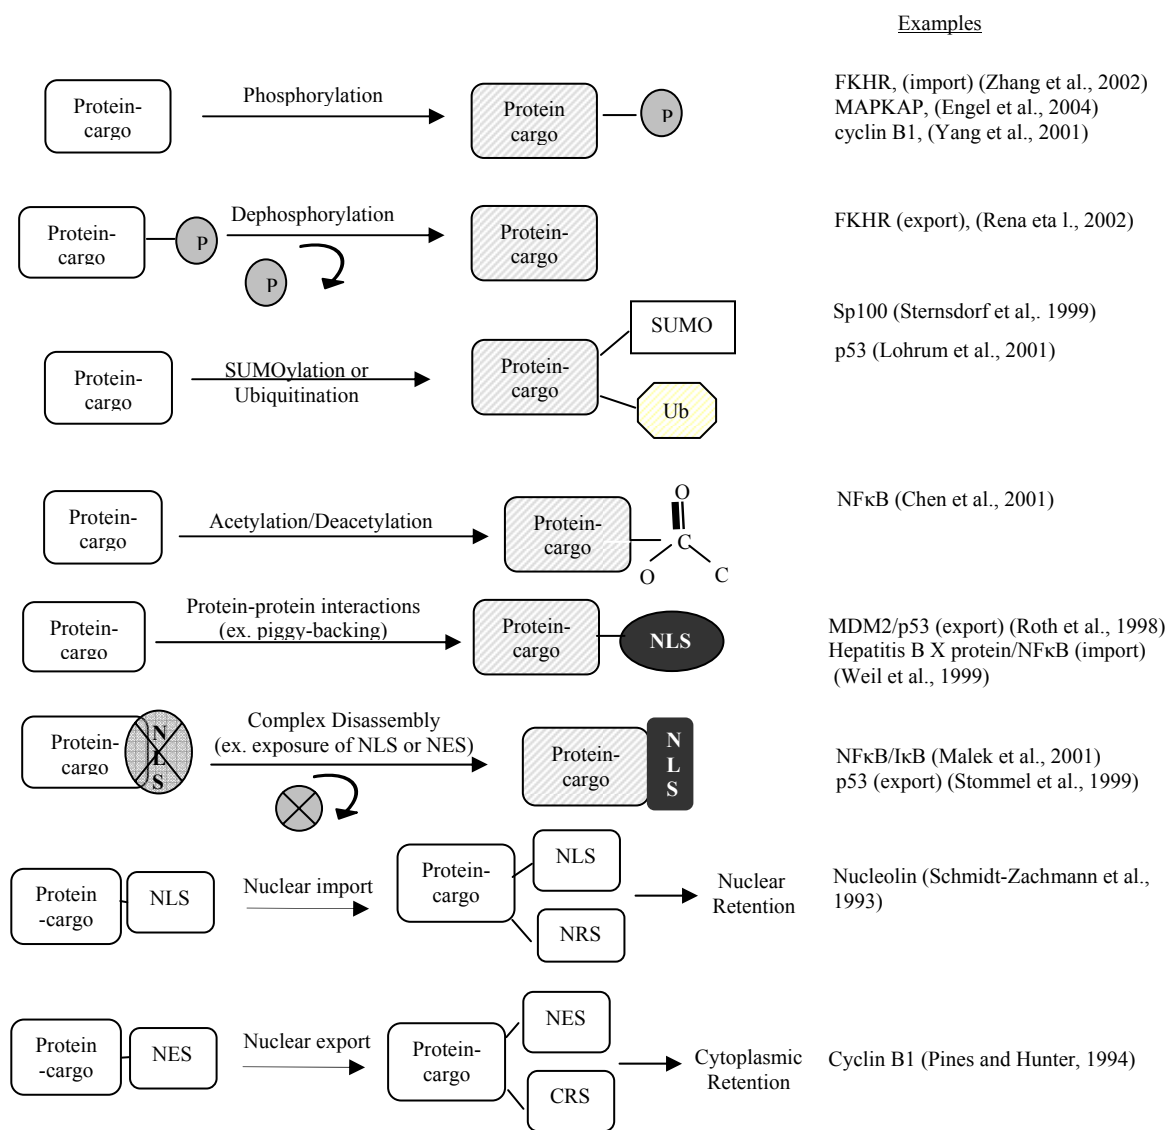 Examples
Protein-
cargo
Phosphorylation
Protein
cargo
P
FKHR, (import) (Zhang et al., 2002)
MAPKAP, (Engel et al., 2004)
cyclin B1, (Yang et al., 2001)
Protein-
cargo
P
Dephosphorylation
P
Protein-
cargo
FKHR (export), (Rena eta l., 2002)
Protein-
cargo
SUMOylation or
Ubiquitination
Protein-
cargo
SUMO
Ub
Sp100 (Sternsdorf et al,. 1999)
p53 (Lohrum et al., 2001)
Protein-
cargo
Acetylation/Deacetylation
Protein-
cargo
O
C
O
C
NFκB (Chen et al., 2001)
Protein-
cargo
Protein-protein interactions
(ex. piggy-backing)
Protein-
cargo
NLS
MDM2/p53 (export) (Roth et al., 1998)
Hepatitis B X protein/NFκB (import)
(Weil et al., 1999)
Protein-
cargo
N
L
S
Complex Disassembly
(ex. exposure of NLS or NES)
Protein-
cargo
N
L
S
NFκB/IκB (Malek et al., 2001)
p53 (export) (Stommel et al., 1999)
Protein
-cargo
NLS
Nuclear import
Protein-
cargo
NLS
NRS
Nuclear
Retention
Nucleolin (Schmidt-Zachmann et al.,
1993)
Protein
-cargo
NES
Nuclear export
Protein-
cargo
NES
CRS
Cytoplasmic
Retention
Cyclin B1 (Pines and Hunter, 1994)